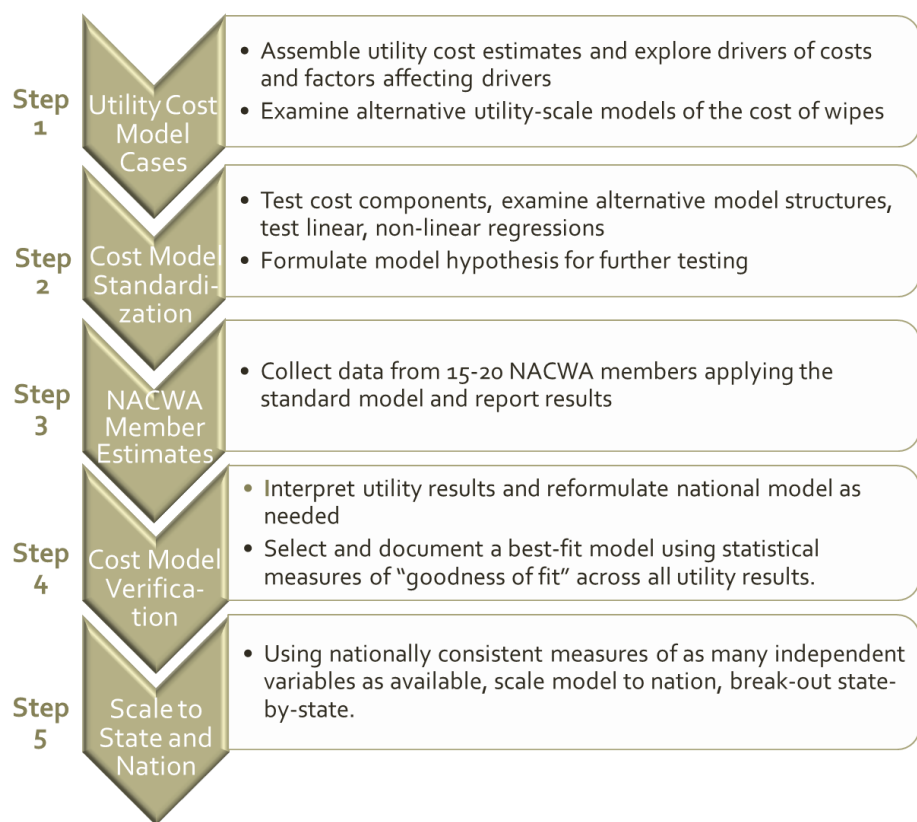 Step
1
Utility Cost
Model
Cases
• Assemble utility cost estimates and explore drivers of costs
and factors affecting drivers
• Examine alternative utility-scale models of the cost of wipes
Step
2
Cost Model
Standardi-
zation
• Test cost components, examine alternative model structures,
test linear, non-linear regressions
• Formulate model hypothesis for further testing
Step
3
NACWA
Member
Estimates
• Collect data from 15-20 NACWA members applying the
standard model and report results
Step
4
Cost Model
Verifica-
tion
• Interpret utility results and reformulate national model as
needed
• Select and document a best-fit model using statistical
measures of “goodness of fit” across all utility results.
Step
5
Scale to
State and
Nation
• Using nationally consistent measures of as many independent
variables as available, scale model to nation, break-out state-
by-state.